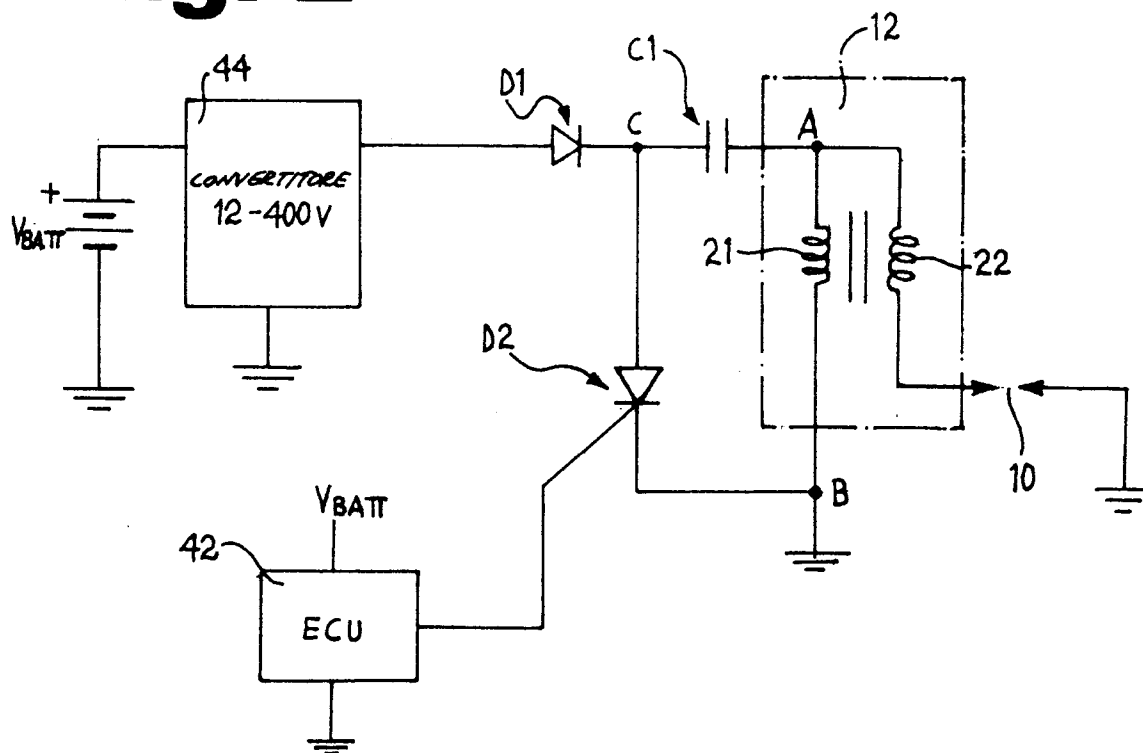 12
C1
44
D1
C
A
+
CONVERTITORE
12-400V
VBATT
21
22
D2
10
B
VBATT
42
ECU